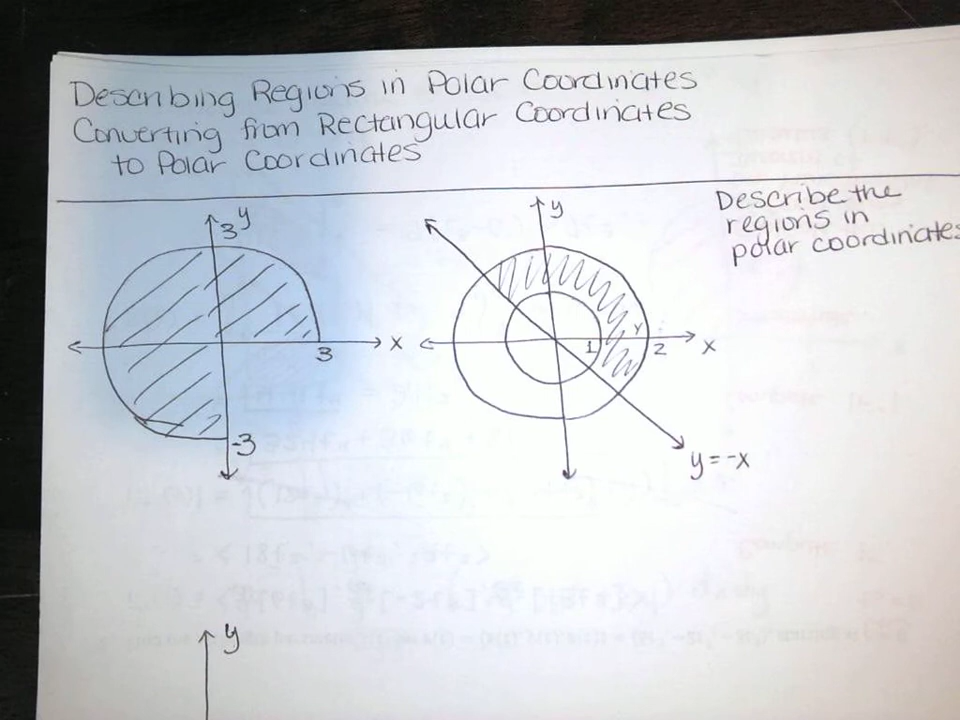 Describing Regions in Polar Coordinates
Converting from Rectangular Coordinates
to Polar Coordinates
Describe the
regions in
polar coordinates
y
3
x
3
-3
y
x
1
2
y=-x
y